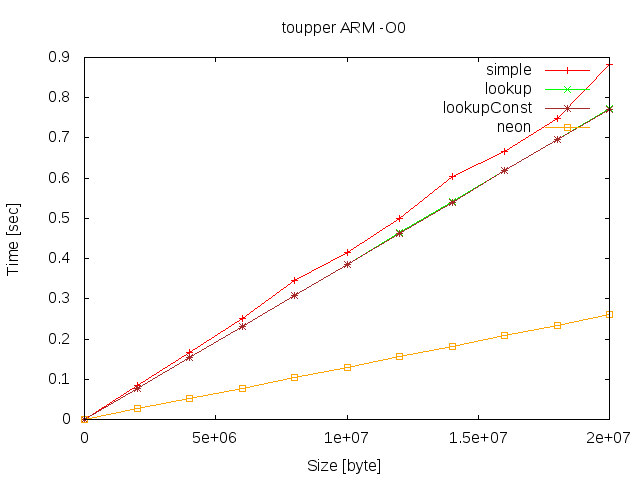 toupper ARM -O0
simple
lookup
lookupConst
neon
0.9
0.8
0.7
0.6
0.5
0.4
0.3
0.2
0.1
0
Time [sec]
0 5e+06 1e+07 1.5e+07 2e+07
Size [byte]